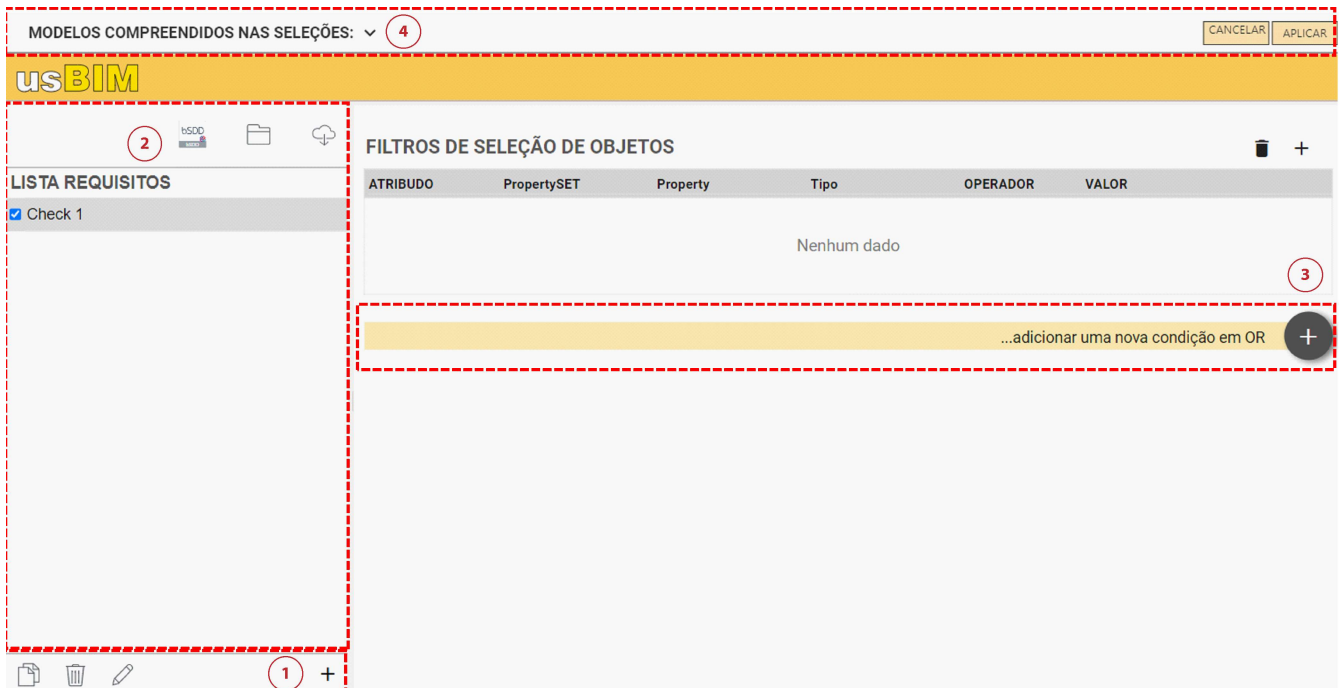 MODELOS COMPREENDIDOS NAS SELEÇÕES: 4 CANCELAR APLICAR
usBIM
2 bSDD
LISTA REQUISITOS
Check 1
FILTROS DE SELEÇÃO DE OBJETOS
ATRIBUDO PropertySET Property Tipo OPERADOR VALOR
Nenhum dado
3
...adicionar uma nova condição em OR +
1 +